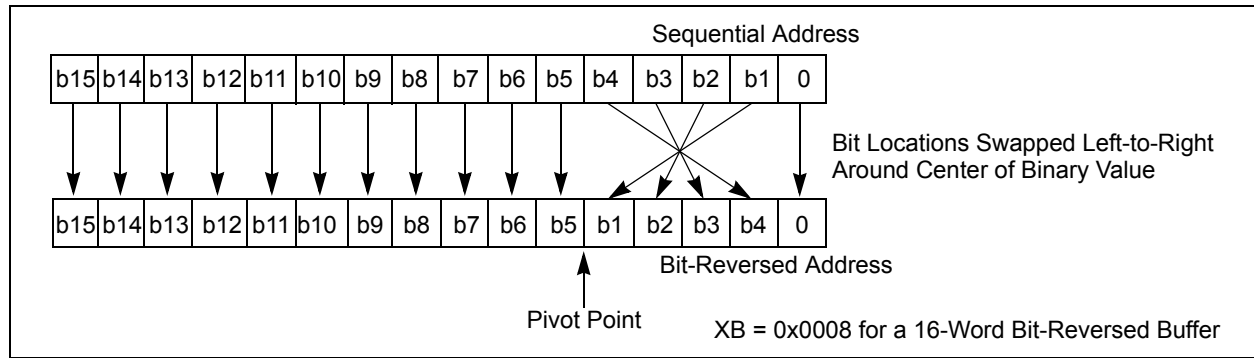 Sequential Address
b15 b14 b13 b12 b11 b10 b9 b8 b7 b6 b5 b4 b3 b2 b1 0
Bit Locations Swapped Left-to-Right
Around Center of Binary Value
b15 b14 b13 b12 b11 b10 b9 b8 b7 b6 b5 b1 b2 b3 b4 0
Bit-Reversed Address
Pivot Point
XB = 0x0008 for a 16-Word Bit-Reversed Buffer